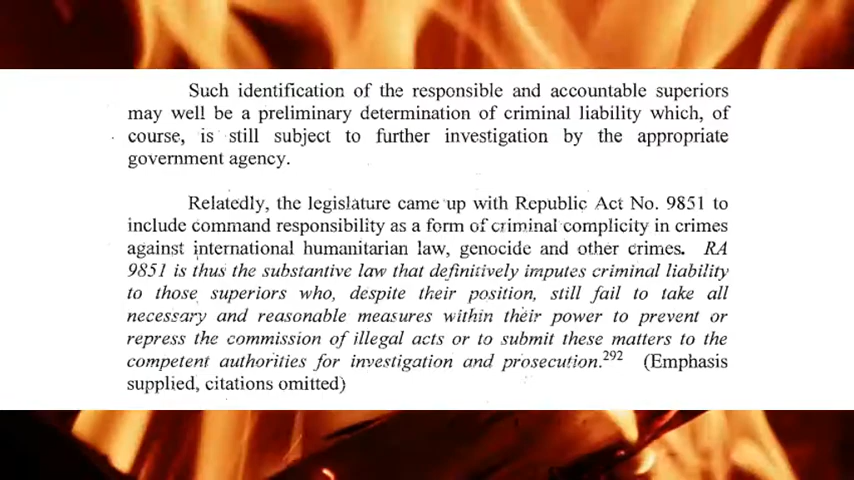 Such identification of the responsible and accountable superiors
may well be a preliminary determination of criminal liability which, of
course, is still subject to further investigation by the appropriate
government agency.
Relatedly, the legislature came up with Republic Act No. 9851 to
include command responsibility as a form of criminal complicity in crimes
against international humanitarian law, genocide and other crimes. RA
9851 is thus the substantive law that definitively imputes criminal liability
to those superiors who, despite their position, still fail to take all
necessary and reasonable measures within their power to prevent or
repress the commission of illegal acts or to submit these matters to the
competent authorities for investigation and prosecution.292 (Emphasis
supplied, citations omitted)